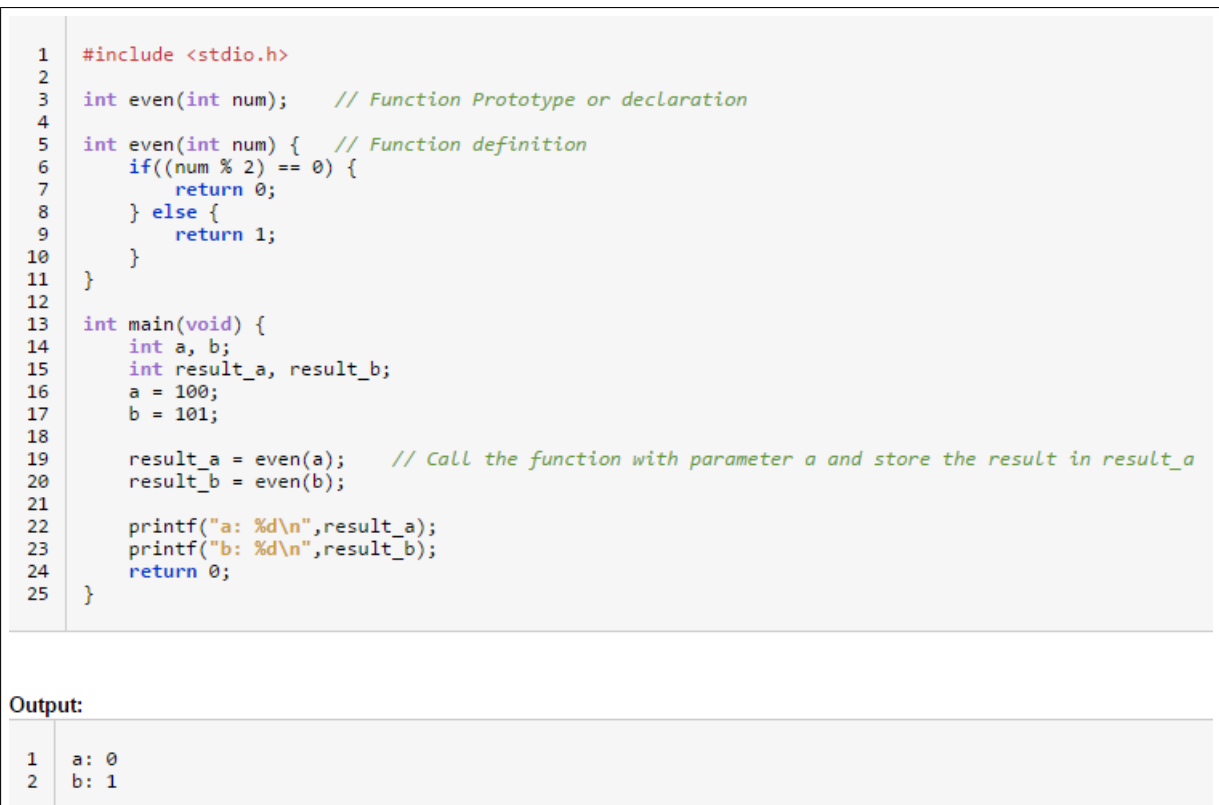 1 #include <stdio.h>
2
3 int even(int num);    // Function Prototype or declaration
4
5 int even(int num) {   // Function definition
6     if((num % 2) == 0) {
7         return 0;
8     } else {
9         return 1;
10     }
11 }
12
13 int main(void) {
14     int a, b;
15     int result_a, result_b;
16     a = 100;
17     b = 101;
18
19     result_a = even(a);    // Call the function with parameter a and store the result in result_a
20     result_b = even(b);
21
22     printf("a: %d\n",result_a);
23     printf("b: %d\n",result_b);
24     return 0;
25 }
Output:
1 a: 0
2 b: 1